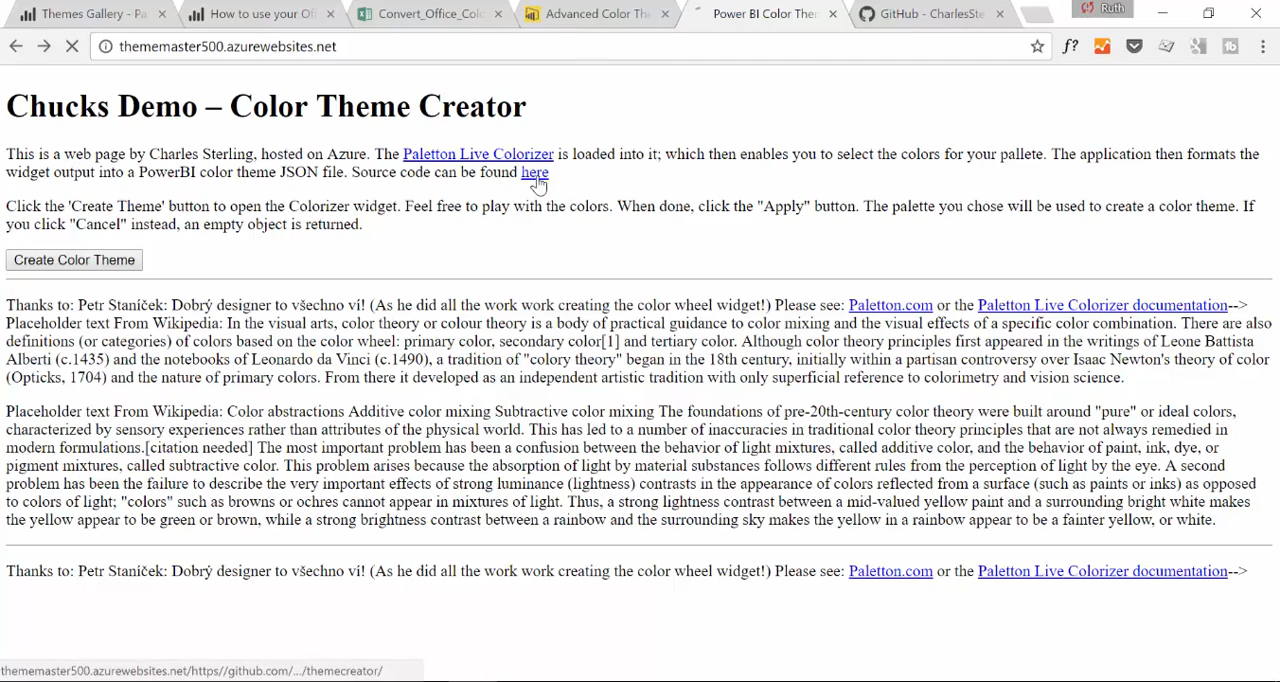 Themes Gallery - Pa
How to use your Off
Convert_Office_Colo
Advanced Color The
Power BI Color Them
GitHub - CharlesSte
Ruth
thememaster500.azurewebsites.net
f?
Chucks Demo – Color Theme Creator
This is a web page by Charles Sterling, hosted on Azure. The Paletton Live Colorizer is loaded into it; which then enables you to select the colors for your pallete. The application then formats the
widget output into a PowerBI color theme JSON file. Source code can be found here
Click the 'Create Theme' button to open the Colorizer widget. Feel free to play with the colors. When done, click the "Apply" button. The palette you chose will be used to create a color theme. If
you click "Cancel" instead, an empty object is returned.
Create Color Theme
Thanks to: Petr Staníček: Dobrý designer to všechno ví! (As he did all the work work creating the color wheel widget!) Please see: Paletton.com or the Paletton Live Colorizer documentation-->
Placeholder text From Wikipedia: In the visual arts, color theory or colour theory is a body of practical guidance to color mixing and the visual effects of a specific color combination. There are also
definitions (or categories) of colors based on the color wheel: primary color, secondary color[1] and tertiary color. Although color theory principles first appeared in the writings of Leone Battista
Alberti (c.1435) and the notebooks of Leonardo da Vinci (c.1490), a tradition of "colory theory" began in the 18th century, initially within a partisan controversy over Isaac Newton's theory of color
(Opticks, 1704) and the nature of primary colors. From there it developed as an independent artistic tradition with only superficial reference to colorimetry and vision science.
Placeholder text From Wikipedia: Color abstractions Additive color mixing Subtractive color mixing The foundations of pre-20th-century color theory were built around "pure" or ideal colors,
characterized by sensory experiences rather than attributes of the physical world. This has led to a number of inaccuracies in traditional color theory principles that are not always remedied in
modern formulations.[citation needed] The most important problem has been a confusion between the behavior of light mixtures, called additive color, and the behavior of paint, ink, dye, or
pigment mixtures, called subtractive color. This problem arises because the absorption of light by material substances follows different rules from the perception of light by the eye. A second
problem has been the failure to describe the very important effects of strong luminance (lightness) contrasts in the appearance of colors reflected from a surface (such as paints or inks) as opposed
to colors of light; "colors" such as browns or ochres cannot appear in mixtures of light. Thus, a strong lightness contrast between a mid-valued yellow paint and a surrounding bright white makes
the yellow appear to be green or brown, while a strong brightness contrast between a rainbow and the surrounding sky makes the yellow in a rainbow appear to be a fainter yellow, or white.
Thanks to: Petr Staníček: Dobrý designer to všechno ví! (As he did all the work work creating the color wheel widget!) Please see: Paletton.com or the Paletton Live Colorizer documentation-->
thememaster500.azurewebsites.net/https//github.com/.../themecreator/